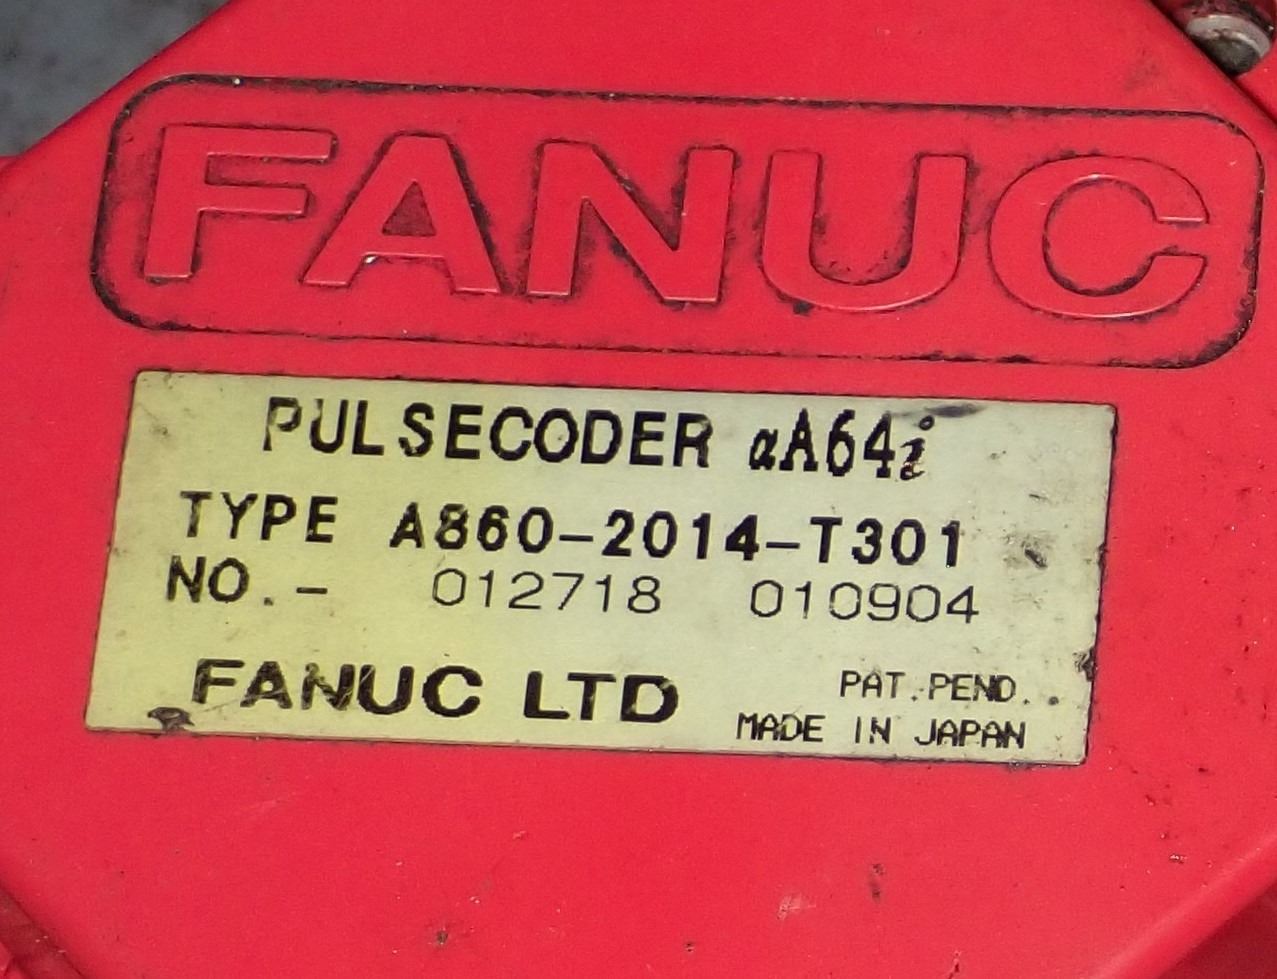 FANUC
PULSECODER αA64i
TYPE A860-2014-T301
NO.- 012718 010904
FANUC LTD
PAT.PEND.
MADE IN JAPAN